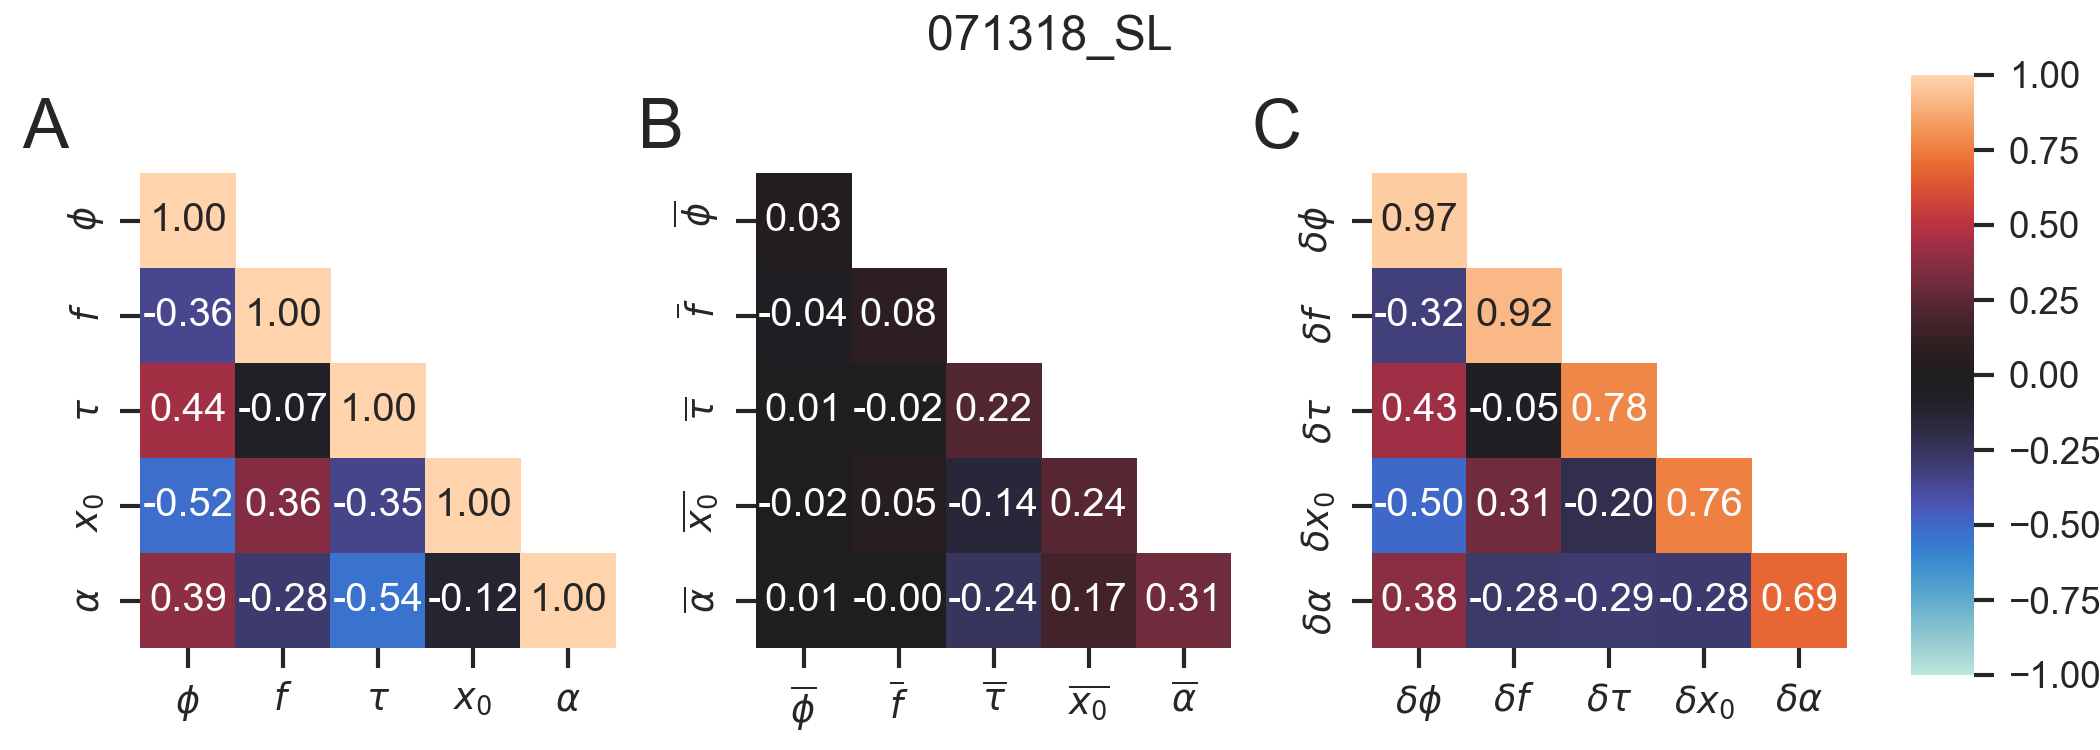 071318_SL
A
B
C
ϕ
1.00
f
-0.36 1.00
τ
0.44 -0.07 1.00
x₀
-0.52 0.36 -0.35 1.00
α
0.39 -0.28 -0.54 -0.12 1.00
ϕ f τ x₀ α
ϕ̅
0.03
f̅
-0.04 0.08
τ̅
0.01 -0.02 0.22
x̅₀̅
-0.02 0.05 -0.14 0.24
α̅
0.01 -0.00 -0.24 0.17 0.31
ϕ̅ f̅ τ̅ x̅₀̅ α̅
δϕ
0.97
δf
-0.32 0.92
δτ
0.43 -0.05 0.78
δx₀
-0.50 0.31 -0.20 0.76
δα
0.38 -0.28 -0.29 -0.28 0.69
δϕ δf δτ δx₀ δα
1.00
0.75
0.50
0.25
0.00
−0.25
−0.50
−0.75
−1.00